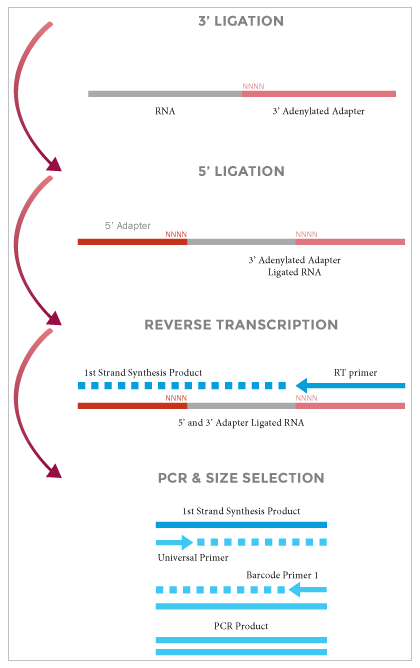 3’ LIGATION
NNNN
RNA
3’ Adenylated Adapter
5’ LIGATION
5’ Adapter
NNNN
NNNN
3’ Adenylated Adapter
Ligated RNA
REVERSE TRANSCRIPTION
1st Strand Synthesis Product
RT primer
NNNN
NNNN
5’ and 3’ Adapter Ligated RNA
PCR & SIZE SELECTION
1st Strand Synthesis Product
Universal Primer
Barcode Primer 1
PCR Product